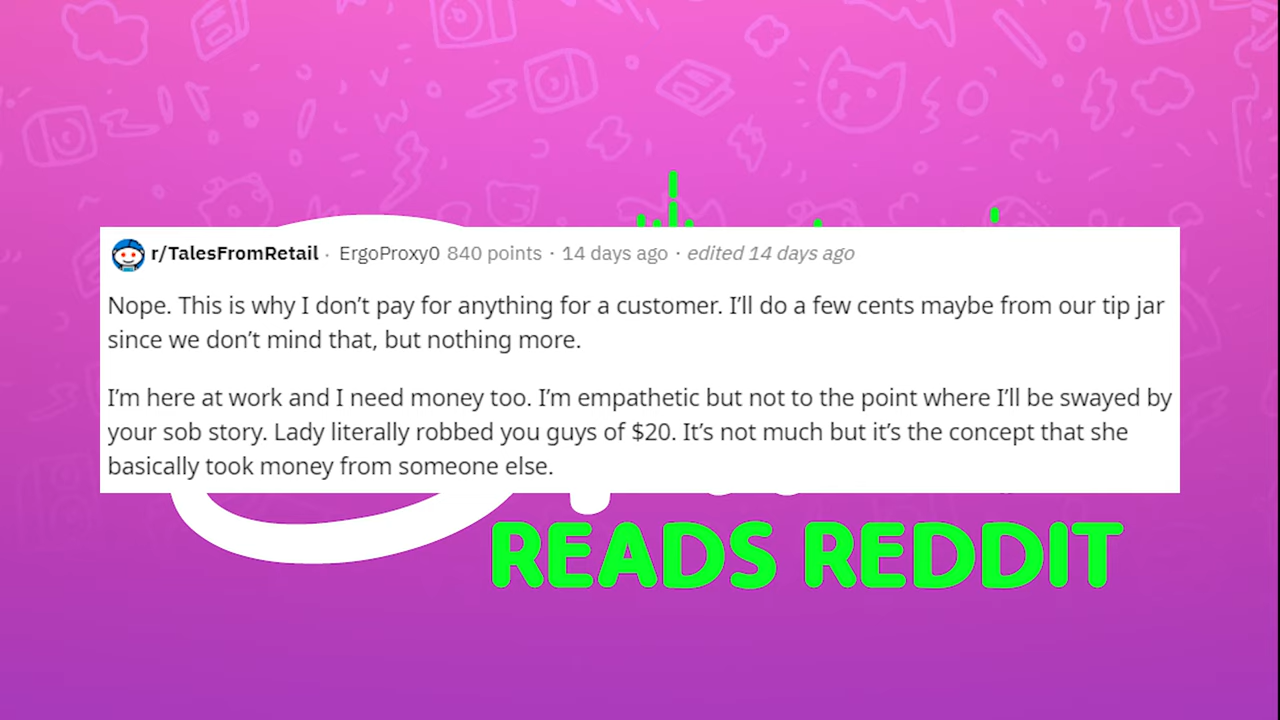 r/TalesFromRetail · ErgoProxy0 840 points · 14 days ago · edited 14 days ago
Nope. This is why I don’t pay for anything for a customer. I’ll do a few cents maybe from our tip jar
since we don’t mind that, but nothing more.
I’m here at work and I need money too. I’m empathetic but not to the point where I’ll be swayed by
your sob story. Lady literally robbed you guys of $20. It’s not much but it’s the concept that she
basically took money from someone else.
READS REDDIT